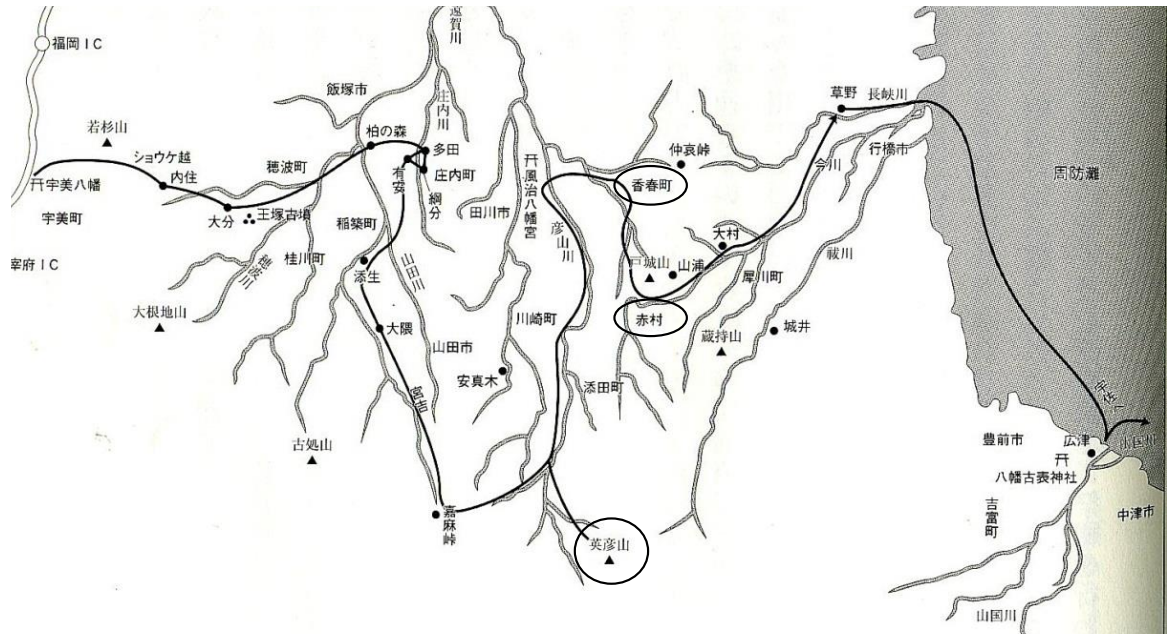 福岡IC
遠賀川
飯塚市
庄内川
若杉山
柏の森
多田
ショウケ越
内住
穂波町
有安
庄内町
綱分
宇美八幡
宇美町
大分
王塚古墳
稲築町
田川市
风治八幡宮
彦山川
仲哀峠
香春町
草野
長峡川
今川
行橋市
周防灘
宰府IC
穂波川
桂川町
添生
山田川
戸城山
山浦
大村
犀川町
祓川
大根地山
大隈
川崎町
赤村
蔵持山
城井
山田市
安真木
添田町
古処山
嘉麻峠
英彦山
宇佐へ
豊前市
広津
山国川
八幡古表神社
吉富町
中津市
山国川